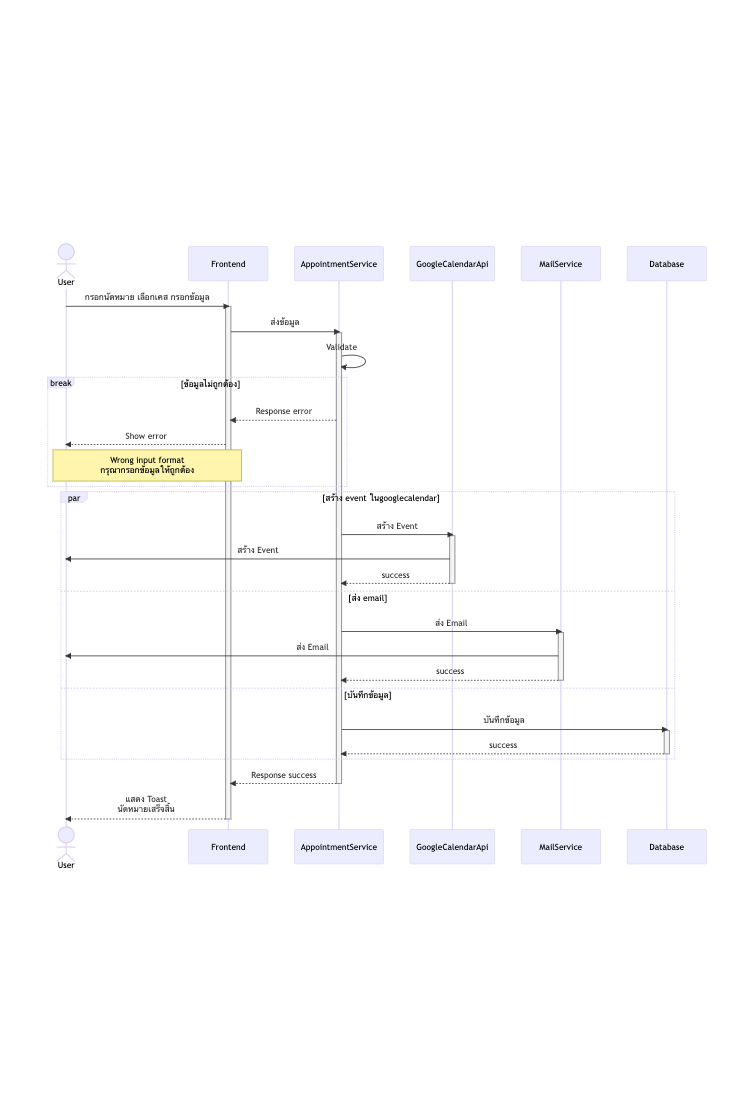 User
Frontend
AppointmentService
GoogleCalendarApi
MailService
Database
กรอกนัดหมาย เลือกเคส กรอกข้อมูล
ส่งข้อมูล
Validate
break
[ข้อมูลไม่ถูกต้อง]
Response error
Show error
Wrong input format
กรุณากรอกข้อมูลให้ถูกต้อง
par
[สร้าง event ในgooglecalendar]
สร้าง Event
สร้าง Event
success
[ส่ง email]
ส่ง Email
ส่ง Email
success
[บันทึกข้อมูล]
บันทึกข้อมูล
success
Response success
แสดง Toast
นัดหมายเสร็จสิ้น
User
Frontend
AppointmentService
GoogleCalendarApi
MailService
Database